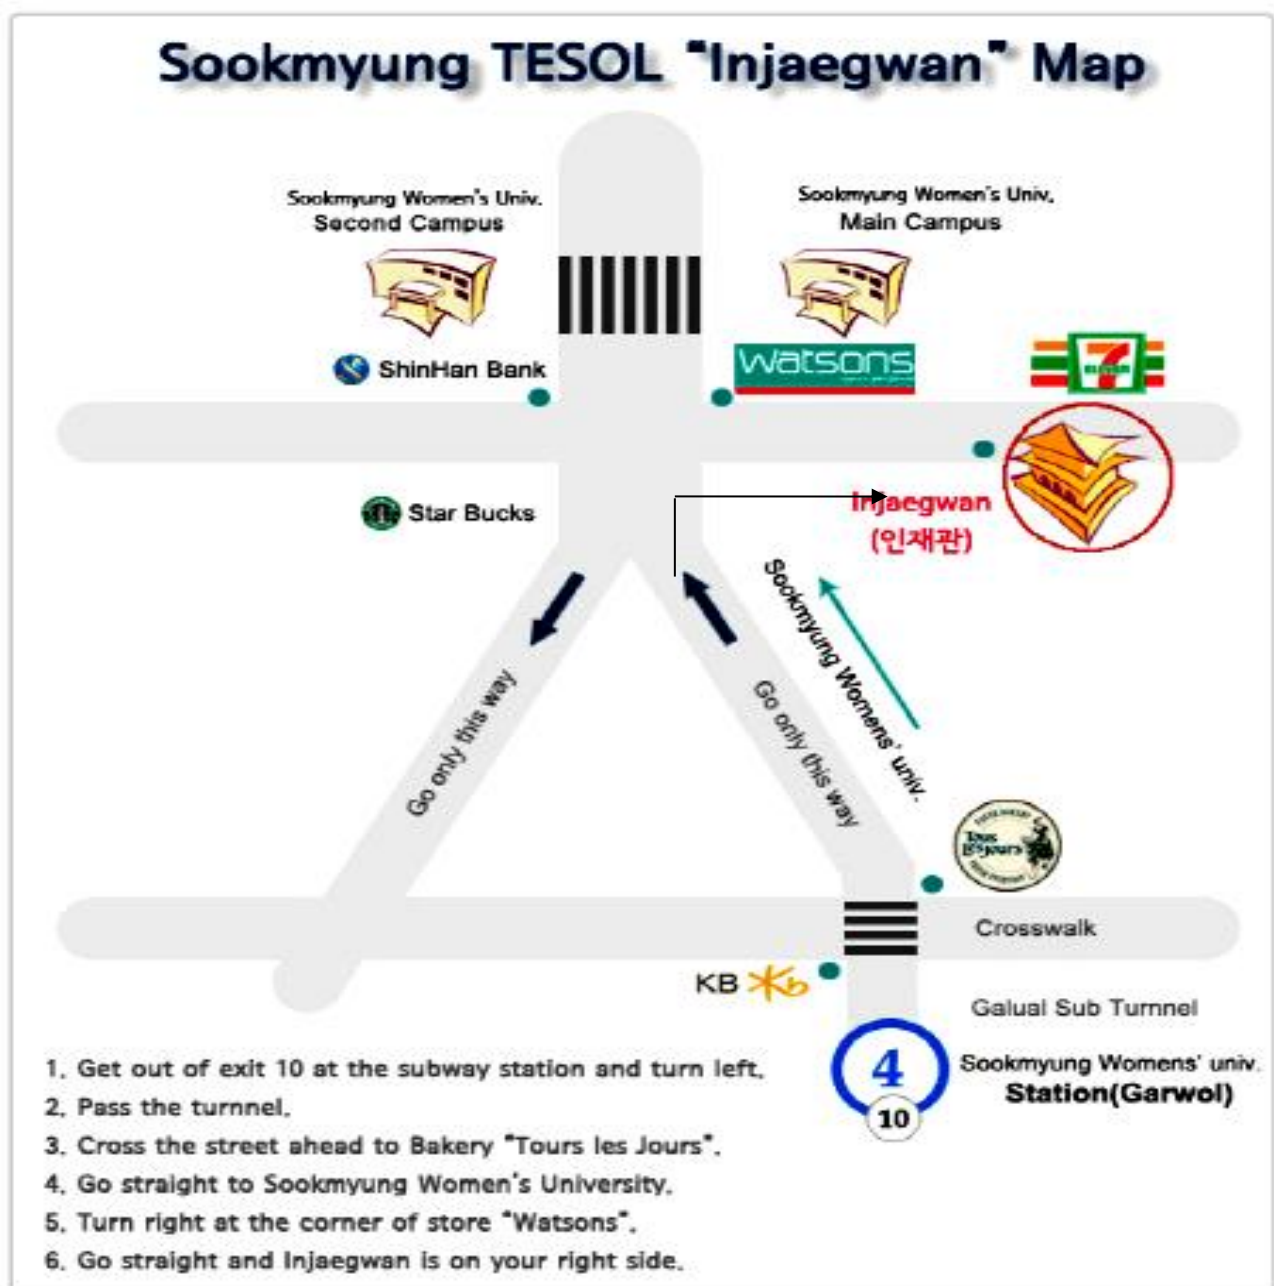 Sookmyung TESOL "Injaegwan" Map
Sookmyung Women's Univ.
Second Campus
Sookmyung Women's Univ.
Main Campus
ShinHan Bank
watsons
7
ELEVEN
Star Bucks
Injaegwan
(인재관)
Go only this way
Go only this way
Sookmyung Womens' univ.
Tous
Les Jours
Crosswalk
KB
Galual Sub Turnnel
4
10
Sookmyung Womens' univ.
Station(Garwol)
1. Get out of exit 10 at the subway station and turn left.
2. Pass the turnnel.
3. Cross the street ahead to Bakery "Tours les Jours".
4. Go straight to Sookmyung Women's University.
5. Turn right at the corner of store "Watsons".
6. Go straight and Injaegwan is on your right side.